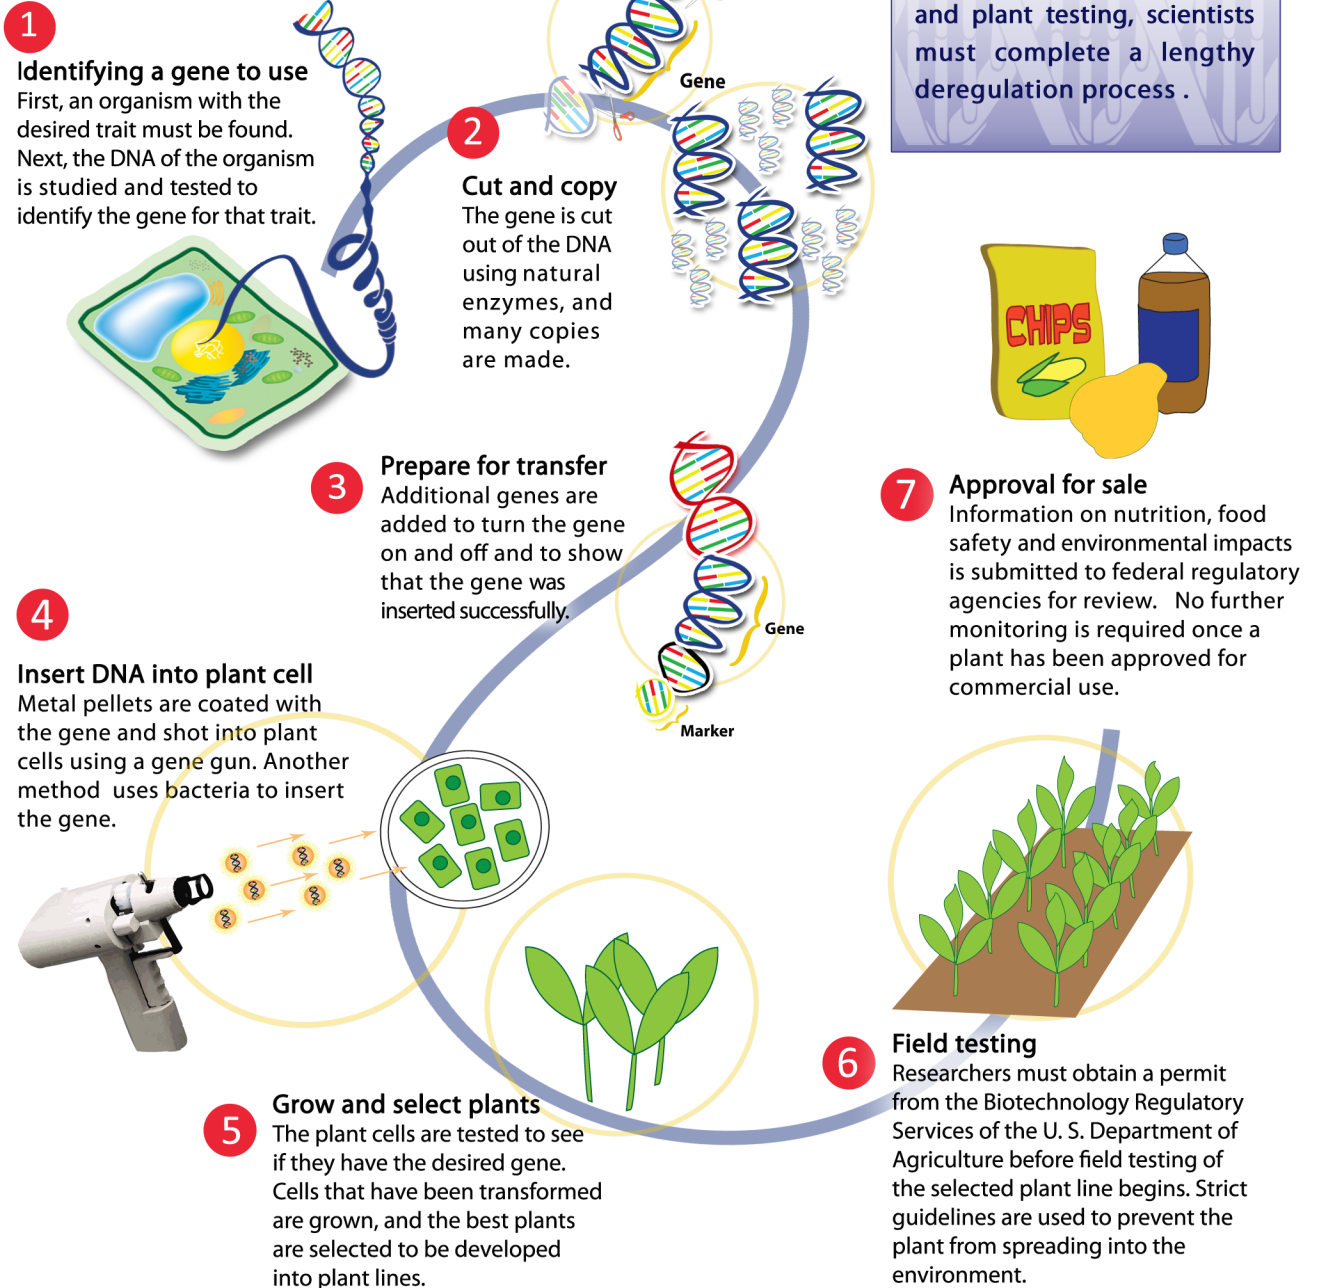 1
Identifying a gene to use
First, an organism with the
desired trait must be found.
Next, the DNA of the organism
is studied and tested to
identify the gene for that trait.
2
Cut and copy
The gene is cut
out of the DNA
using natural
enzymes, and
many copies
are made.
Gene
and plant testing, scientists
must complete a lengthy
deregulation process .
3
Prepare for transfer
Additional genes are
added to turn the gene
on and off and to show
that the gene was
inserted successfully.
Gene
Marker
4
Insert DNA into plant cell
Metal pellets are coated with
the gene and shot into plant
cells using a gene gun. Another
method uses bacteria to insert
the gene.
5
Grow and select plants
The plant cells are tested to see
if they have the desired gene.
Cells that have been transformed
are grown, and the best plants
are selected to be developed
into plant lines.
6
Field testing
Researchers must obtain a permit
from the Biotechnology Regulatory
Services of the U. S. Department of
Agriculture before field testing of
the selected plant line begins. Strict
guidelines are used to prevent the
plant from spreading into the
environment.
CHIPS
7
Approval for sale
Information on nutrition, food
safety and environmental impacts
is submitted to federal regulatory
agencies for review. No further
monitoring is required once a
plant has been approved for
commercial use.